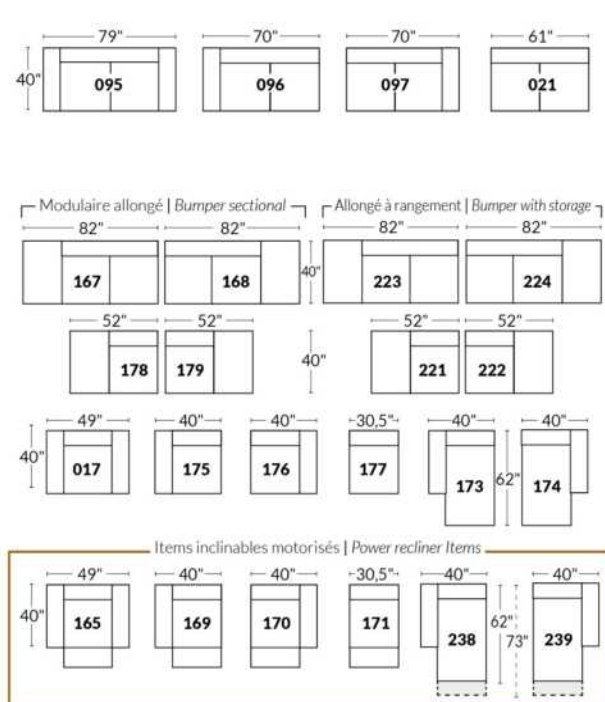 79" 70" 70" 61"
40" 095 096 097 021
Modulaire allongé | Bumper sectional Allongé à rangement | Bumper with storage
82" 82" 82" 82"
167 168 40" 223 224
52" 52" 52" 52"
178 179 40" 221 222
49" 40" 40" 30,5" 40" 40"
40" 017 175 176 177 173 62" 174
Items inclinables motorisés | Power recliner Items
49" 40" 40" 30,5" 40" 40"
40" 165 169 170 171 238 62" 73" 239